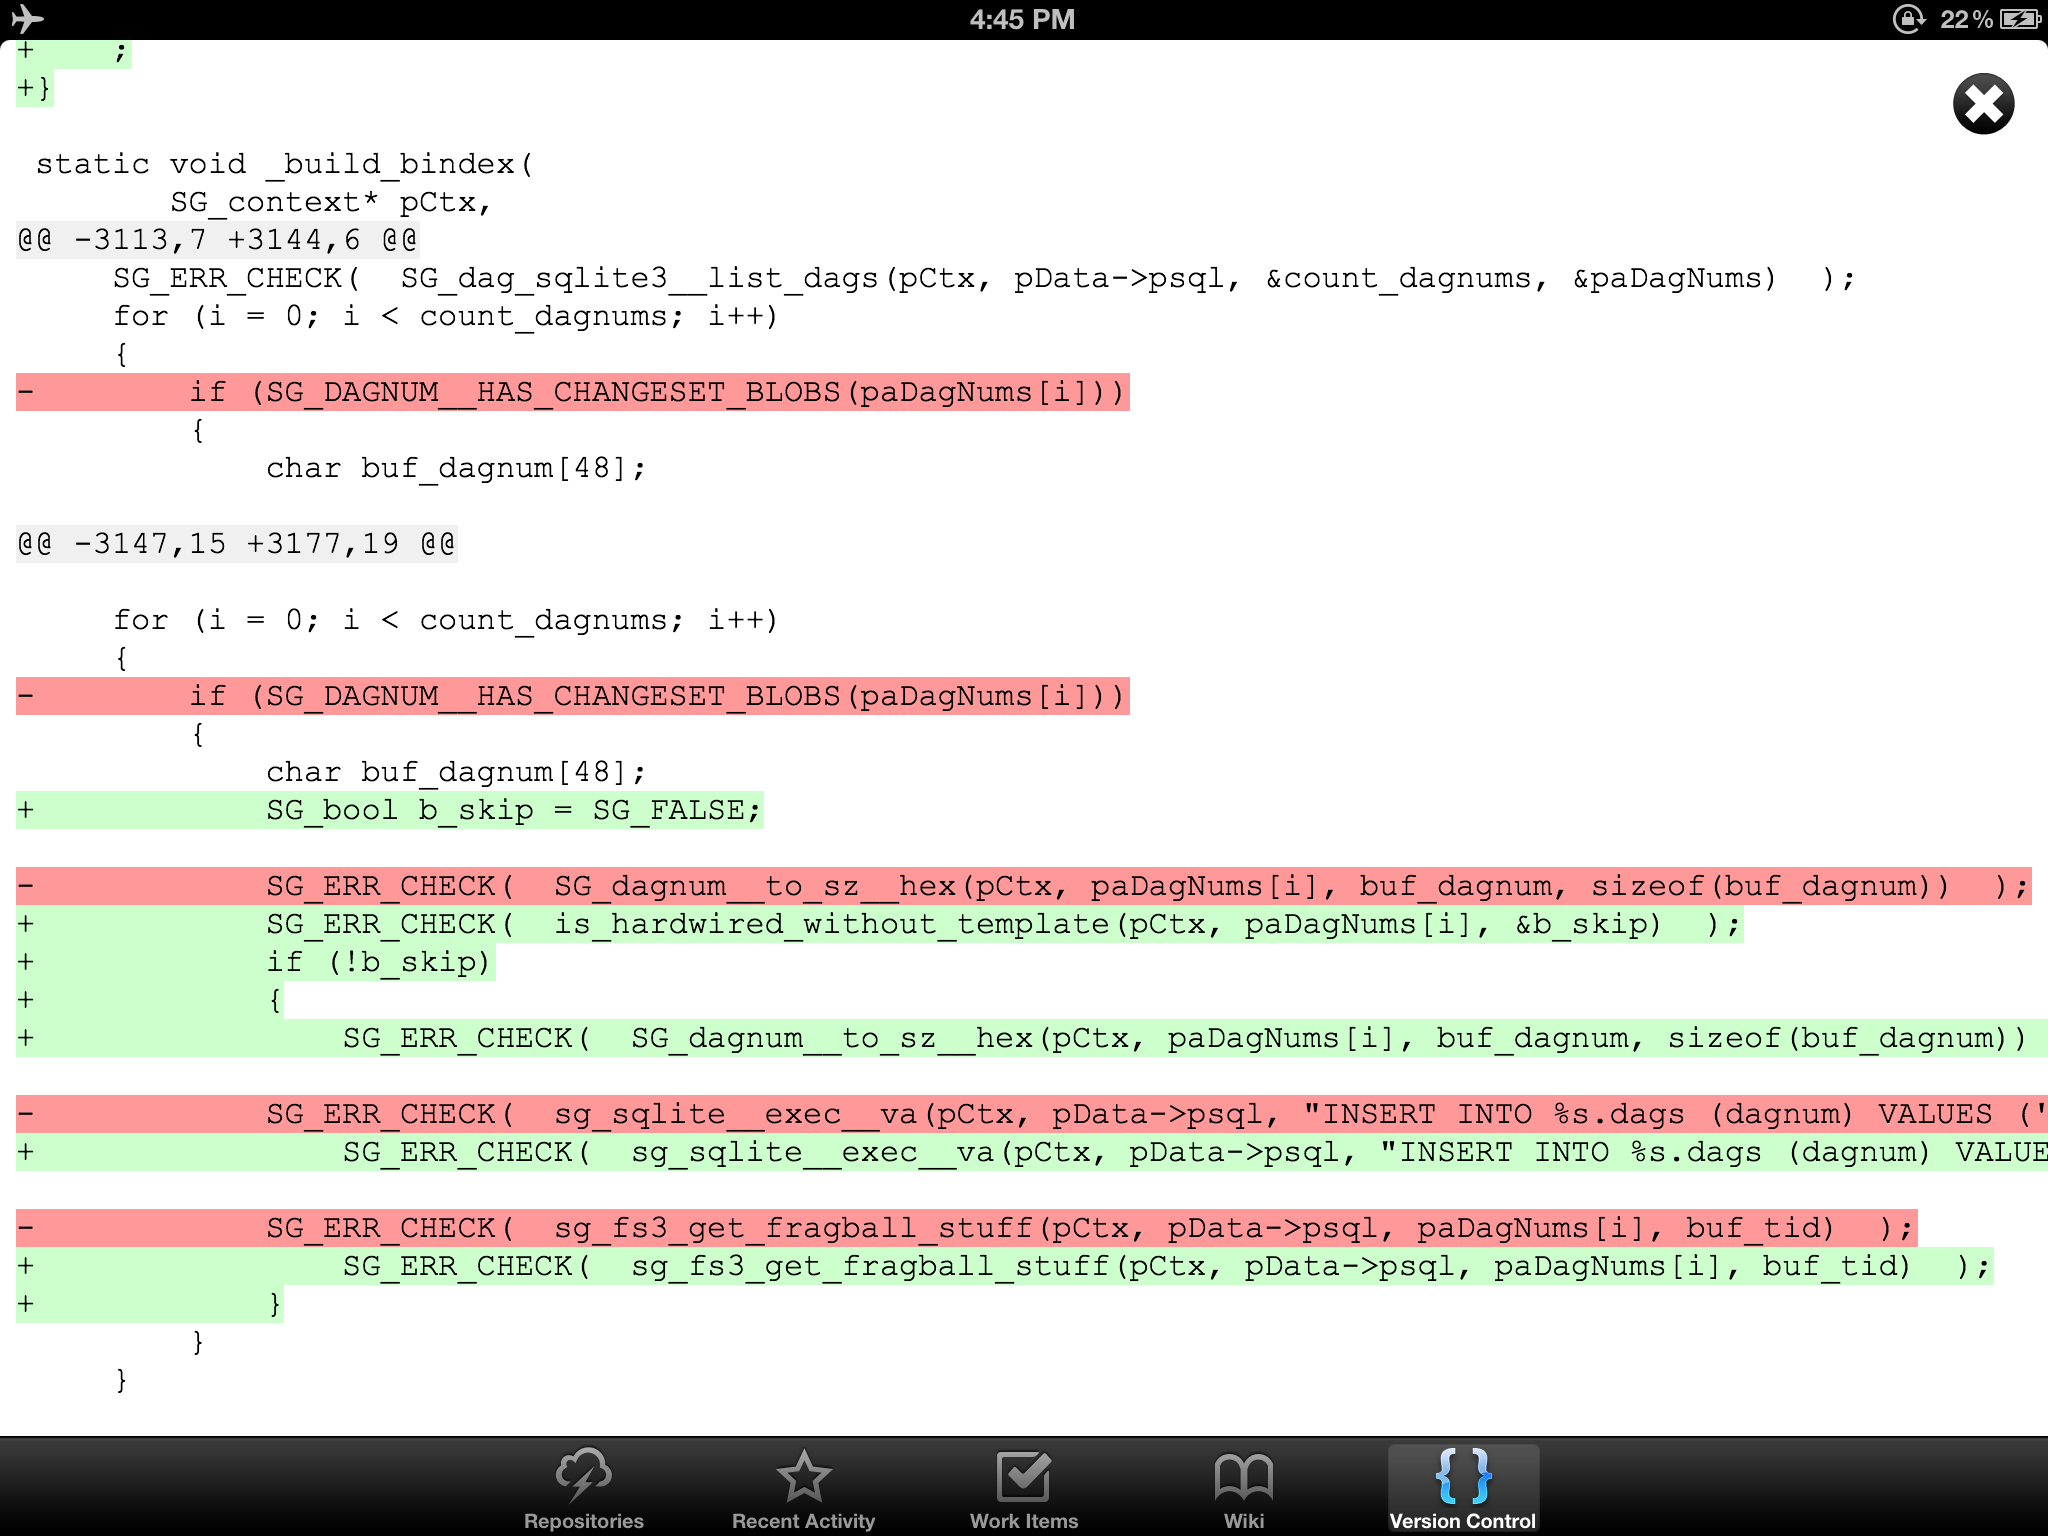 4:45 PM 22%
+    ;
+}
 static void _build_bindex(
        SG_context* pCtx,
@@ -3113,7 +3144,6 @@
     SG_ERR_CHECK(  SG_dag_sqlite3__list_dags(pCtx, pData->psql, &count_dagnums, &paDagNums)  );
     for (i = 0; i < count_dagnums; i++)
     {
-        if (SG_DAGNUM__HAS_CHANGESET_BLOBS(paDagNums[i]))
         {
             char buf_dagnum[48];
@@ -3147,15 +3177,19 @@
     for (i = 0; i < count_dagnums; i++)
     {
-        if (SG_DAGNUM__HAS_CHANGESET_BLOBS(paDagNums[i]))
         {
             char buf_dagnum[48];
+            SG_bool b_skip = SG_FALSE;
-            SG_ERR_CHECK(  SG_dagnum__to_sz__hex(pCtx, paDagNums[i], buf_dagnum, sizeof(buf_dagnum))  );
+            SG_ERR_CHECK(  is_hardwired_without_template(pCtx, paDagNums[i], &b_skip)  );
+            if (!b_skip)
+            {
+                SG_ERR_CHECK(  SG_dagnum__to_sz__hex(pCtx, paDagNums[i], buf_dagnum, sizeof(buf_dagnum))
-            SG_ERR_CHECK(  sg_sqlite__exec__va(pCtx, pData->psql, "INSERT INTO %s.dags (dagnum) VALUES ('
+                SG_ERR_CHECK(  sg_sqlite__exec__va(pCtx, pData->psql, "INSERT INTO %s.dags (dagnum) VALUE
-            SG_ERR_CHECK(  sg_fs3_get_fragball_stuff(pCtx, pData->psql, paDagNums[i], buf_tid)  );
+                SG_ERR_CHECK(  sg_fs3_get_fragball_stuff(pCtx, pData->psql, paDagNums[i], buf_tid)  );
+            }
         }
     }
Repositories Recent Activity Work Items Wiki Version Control